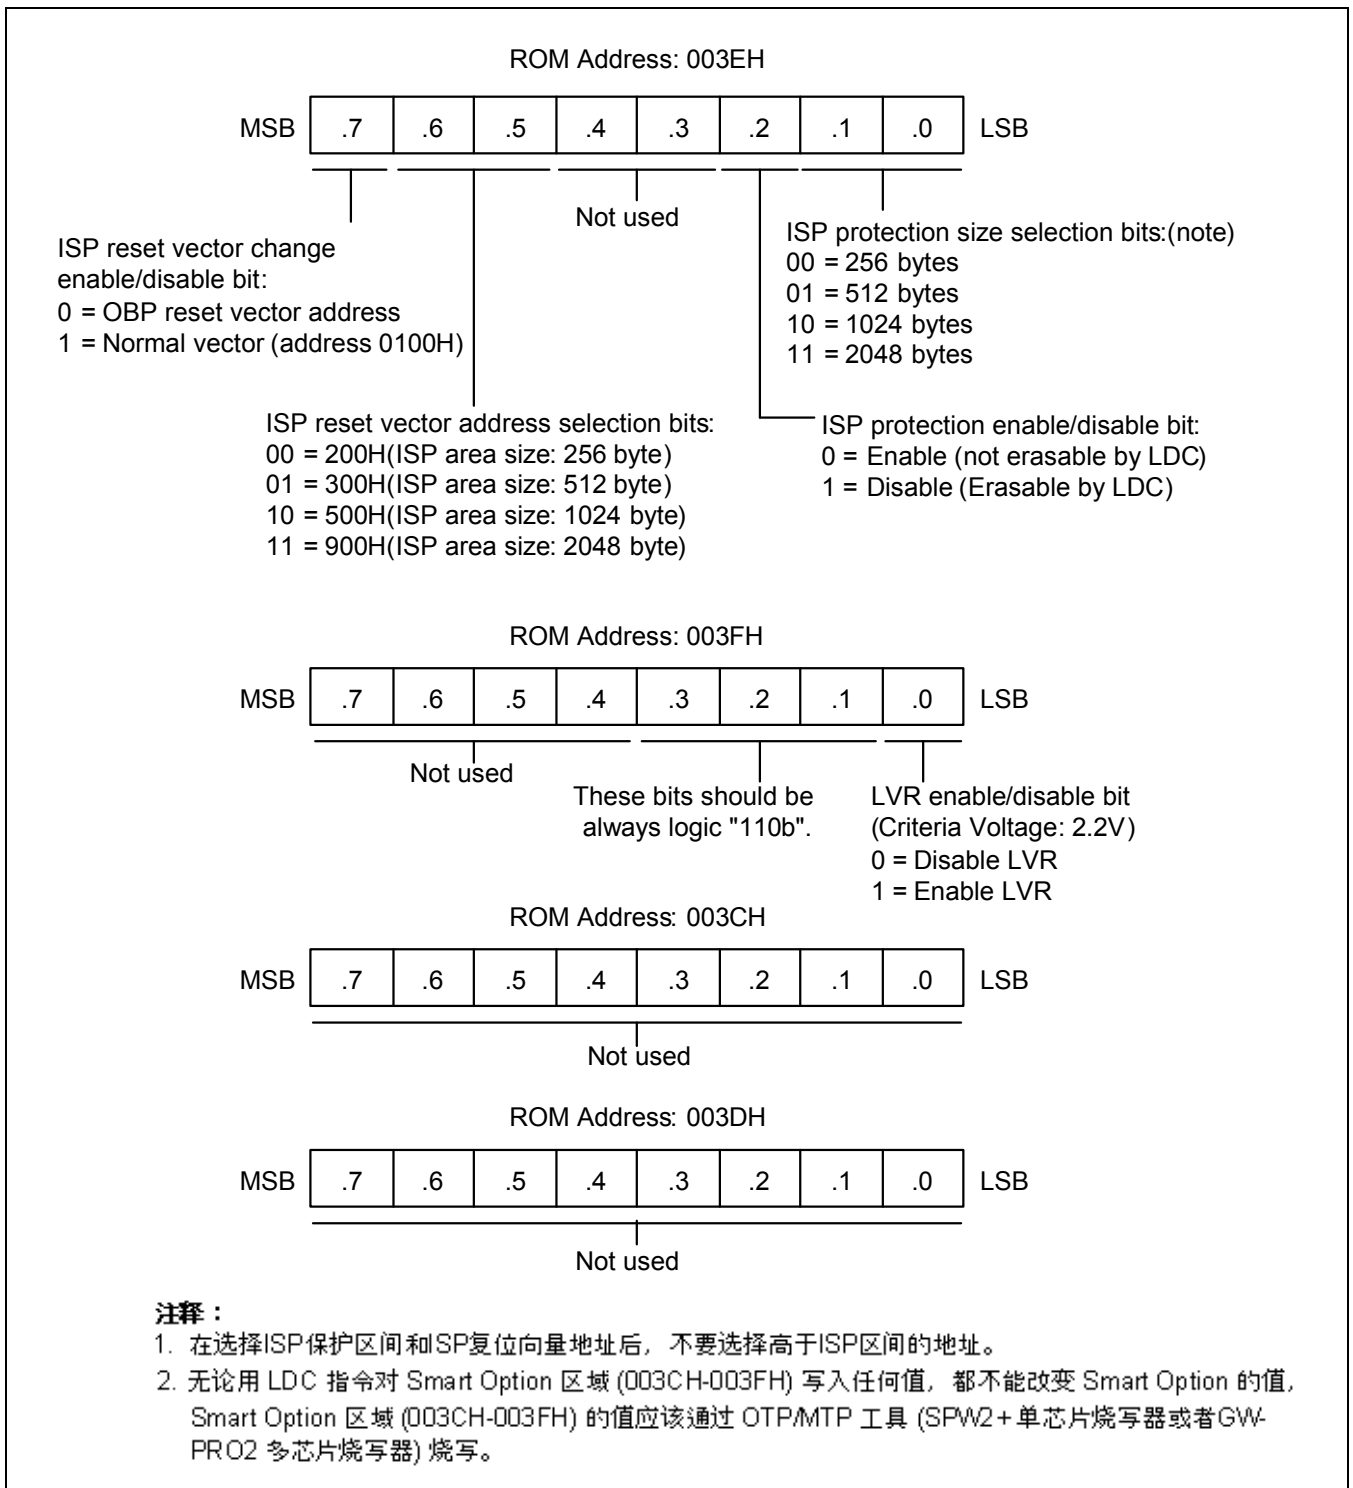 ROM Address: 003EH
MSB .7 .6 .5 .4 .3 .2 .1 .0 LSB
Not used
ISP reset vector change
enable/disable bit:
0 = OBP reset vector address
1 = Normal vector (address 0100H)
ISP protection size selection bits:(note)
00 = 256 bytes
01 = 512 bytes
10 = 1024 bytes
11 = 2048 bytes
ISP reset vector address selection bits:
00 = 200H(ISP area size: 256 byte)
01 = 300H(ISP area size: 512 byte)
10 = 500H(ISP area size: 1024 byte)
11 = 900H(ISP area size: 2048 byte)
ISP protection enable/disable bit:
0 = Enable (not erasable by LDC)
1 = Disable (Erasable by LDC)
ROM Address: 003FH
MSB .7 .6 .5 .4 .3 .2 .1 .0 LSB
Not used
These bits should be
always logic "110b".
LVR enable/disable bit
(Criteria Voltage: 2.2V)
0 = Disable LVR
1 = Enable LVR
ROM Address: 003CH
MSB .7 .6 .5 .4 .3 .2 .1 .0 LSB
Not used
ROM Address: 003DH
MSB .7 .6 .5 .4 .3 .2 .1 .0 LSB
Not used
注释：
1. 在选择ISP保护区间和ISP复位向量地址后，不要选择高于ISP区间的地址。
2. 无论用 LDC 指令对 Smart Option 区域 (003CH-003FH) 写入任何值，都不能改变 Smart Option 的值，
Smart Option 区域 (003CH-003FH) 的值应该通过 OTP/MTP 工具 (SPW2+单芯片烧写器或者GW-
PRO2 多芯片烧写器) 烧写。